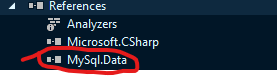 References
Analyzers
Microsoft.CSharp
MySql.Data